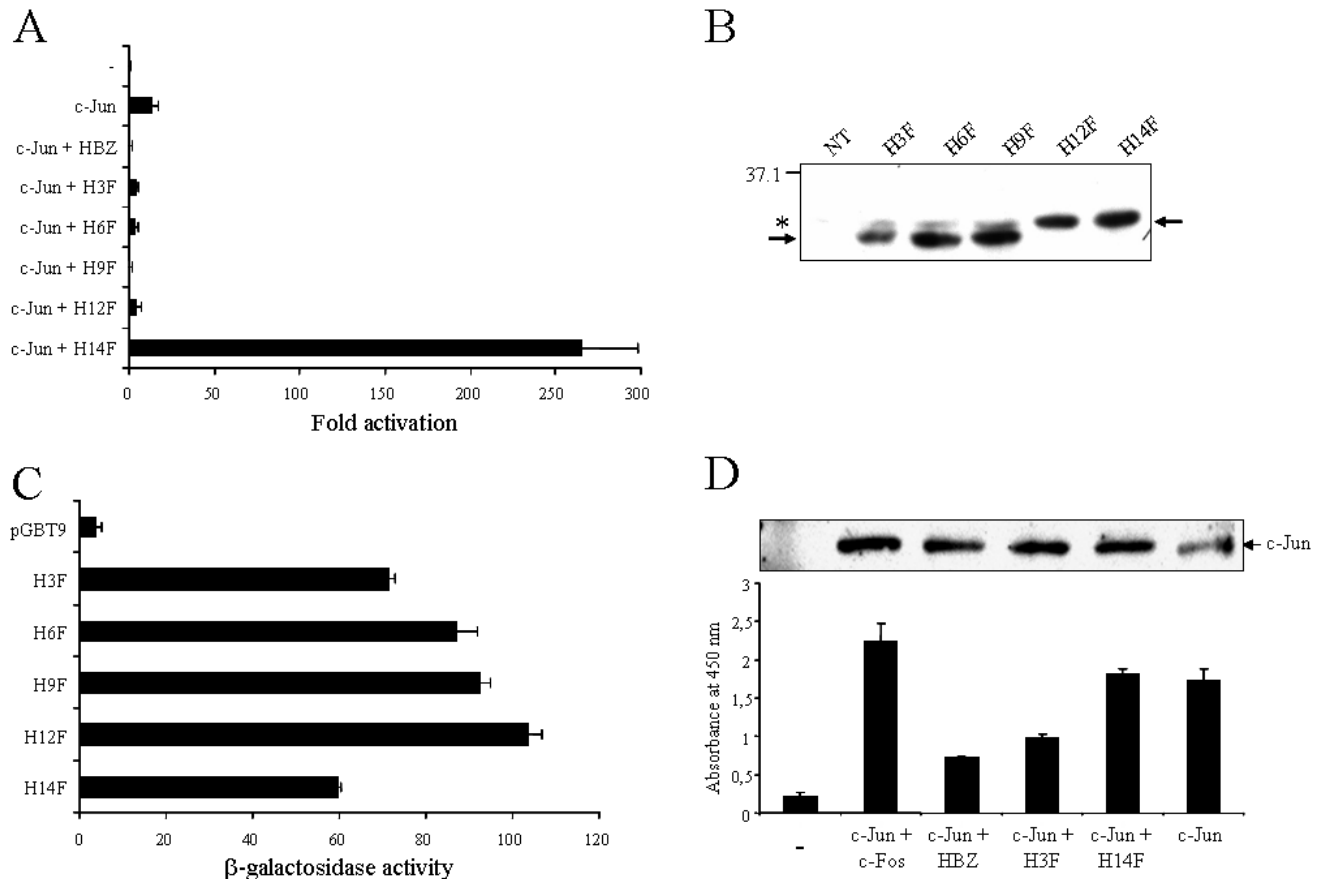 A
-
c-Jun
c-Jun + HBZ
c-Jun + H3F
c-Jun + H6F
c-Jun + H9F
c-Jun + H12F
c-Jun + H14F
0 50 100 150 200 250 300
Fold activation
B
NT H3F H6F H9F H12F H14F
37.1
*
C
pGBT9
H3F
H6F
H9F
H12F
H14F
0 20 40 60 80 100 120
β-galactosidase activity
D
c-Jun
3
2,5
2
1,5
1
0,5
0
Absorbance at 450 nm
- c-Jun + c-Jun + c-Jun + c-Jun + c-Jun
c-Fos HBZ H3F H14F